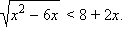 √(x² − 6x) < 8 + 2x.